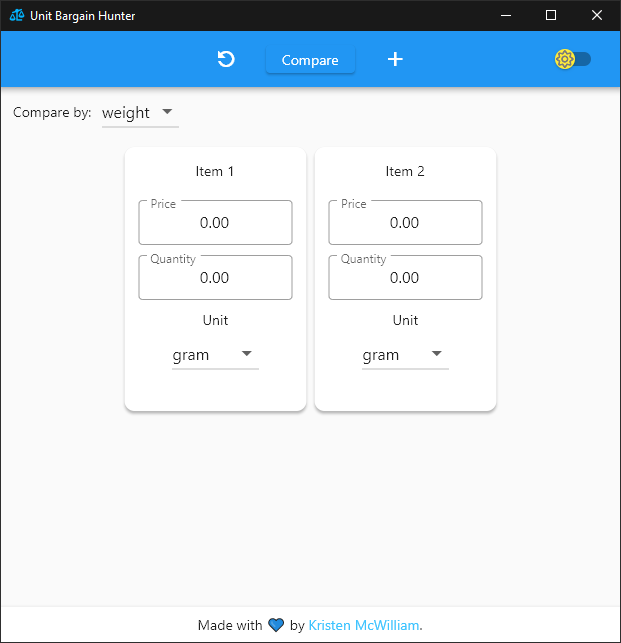 Unit Bargain Hunter
Compare
Compare by: weight
Item 1
Price
0.00
Quantity
0.00
Unit
gram
Item 2
Price
0.00
Quantity
0.00
Unit
gram
Made with 💙 by Kristen McWilliam.